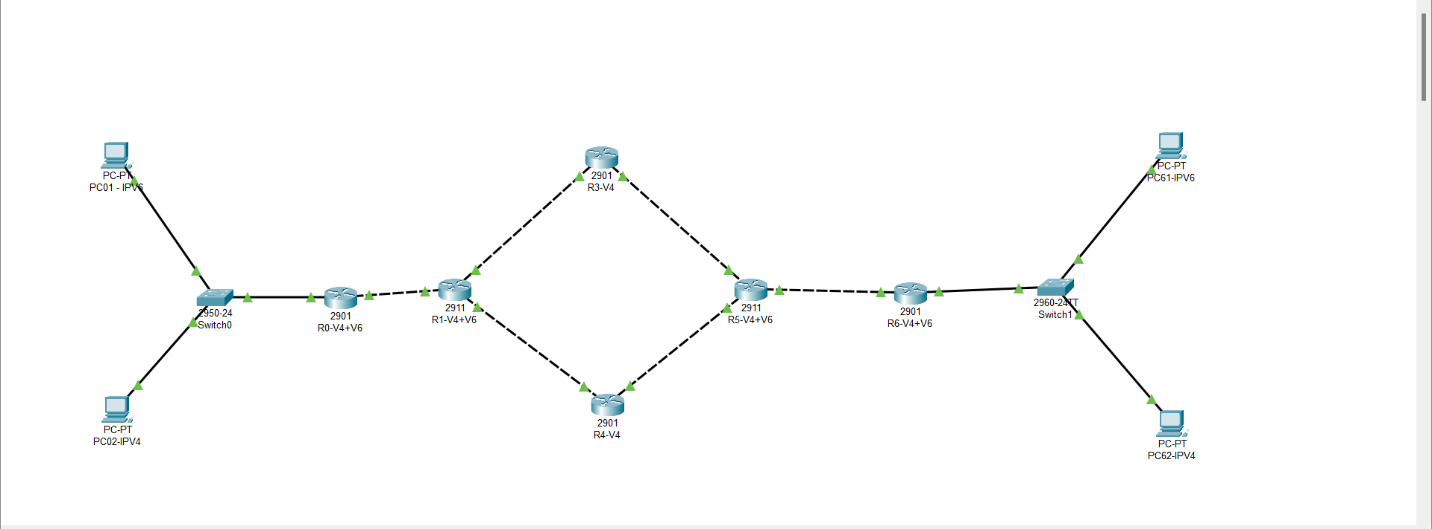 PC-PT
PC01 - IPV6
PC-PT
PC02-IPV4
2950-24
Switch0
2901
R0-V4+V6
2911
R1-V4+V6
2901
R3-V4
2901
R4-V4
2911
R5-V4+V6
2901
R6-V4+V6
2960-24TT
Switch1
PC-PT
PC61-IPV6
PC-PT
PC62-IPV4